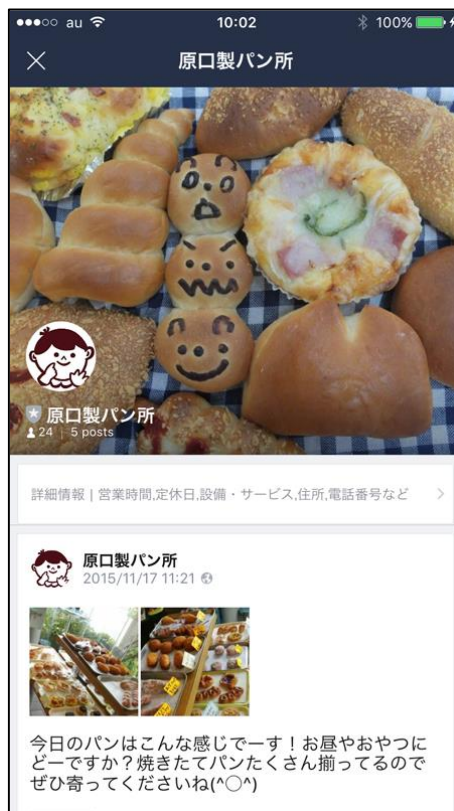 au 10:02 100%
原口製パン所
原口製パン所
24 | 5 posts
詳細情報 | 営業時間,定休日,設備・サービス,住所,電話番号など
原口製パン所
2015/11/17 11:21
今日のパンはこんな感じでーす！お昼やおやつに
どーですか？焼きたてパンたくさん揃ってるので
ぜひ寄ってくださいね(^○^)